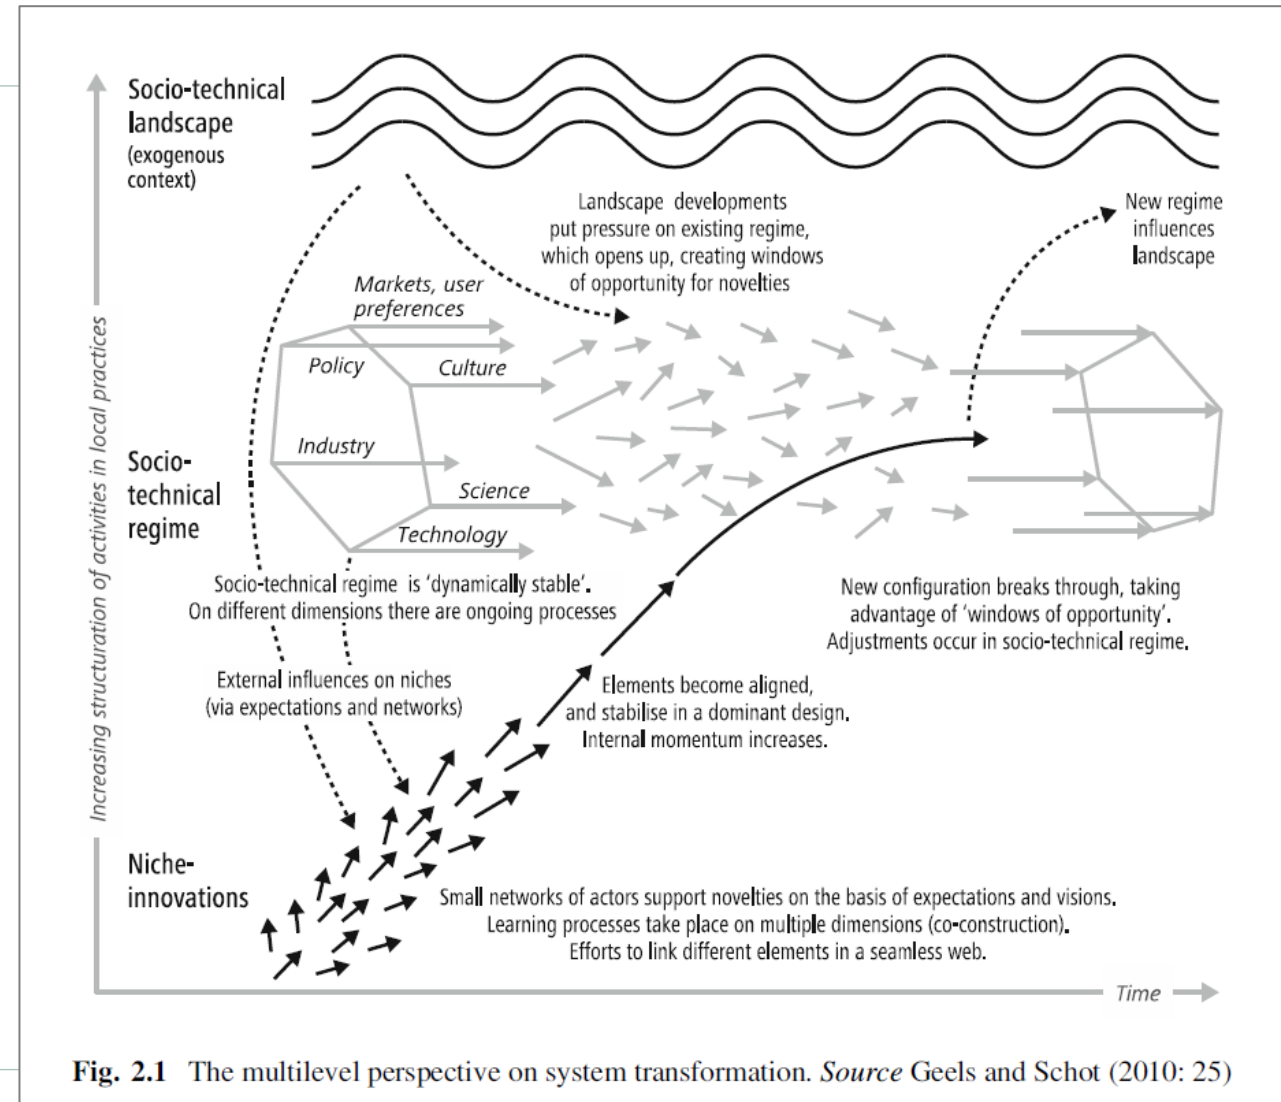 Socio-technical
landscape
(exogenous
context)
Landscape developments
put pressure on existing regime,
which opens up, creating windows
of opportunity for novelties
New regime
influences
landscape
Increasing structuration of activities in local practices
Markets, user
preferences
Policy
Culture
Industry
Science
Technology
Socio-
technical
regime
Socio-technical regime is ‘dynamically stable’.
On different dimensions there are ongoing processes
New configuration breaks through, taking
advantage of ‘windows of opportunity’.
Adjustments occur in socio-technical regime.
External influences on niches
(via expectations and networks)
Elements become aligned,
and stabilise in a dominant design.
Internal momentum increases.
Niche-
innovations
Small networks of actors support novelties on the basis of expectations and visions.
Learning processes take place on multiple dimensions (co-construction).
Efforts to link different elements in a seamless web.
Time
Fig. 2.1 The multilevel perspective on system transformation. Source Geels and Schot (2010: 25)